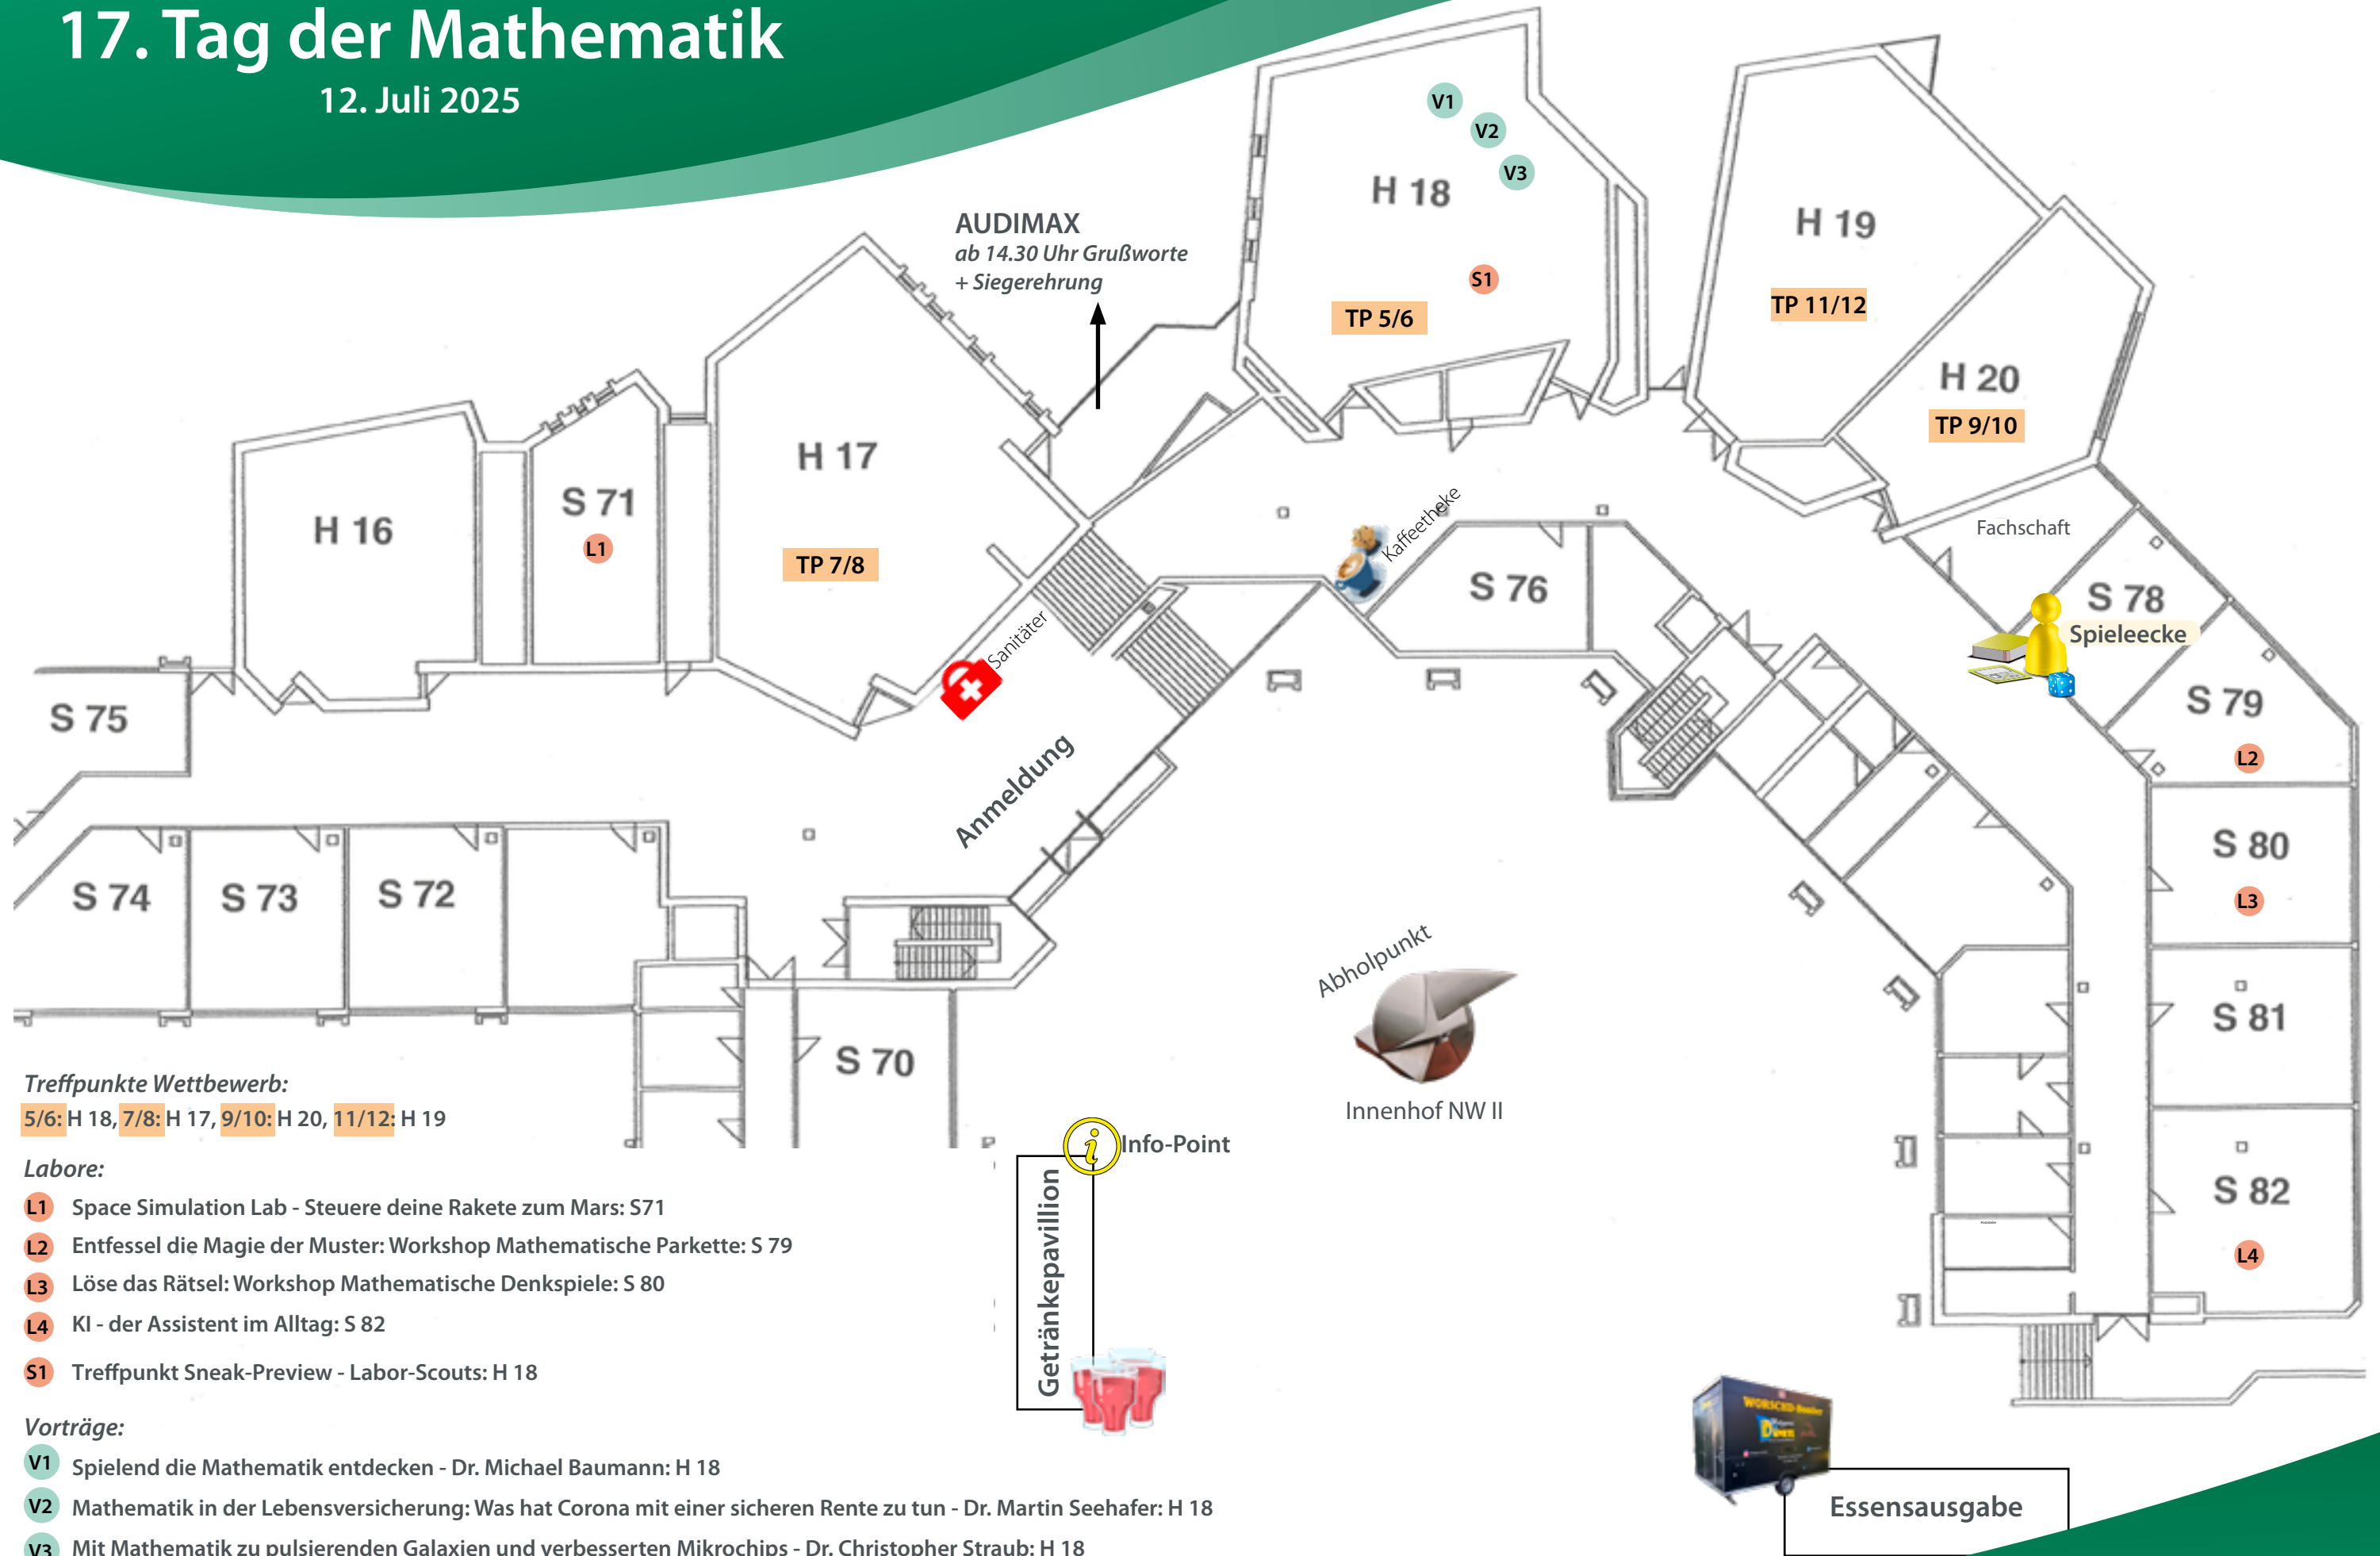 17. Tag der Mathematik
12. Juli 2025
AUDIMAX
ab 14.30 Uhr Grußworte
+ Siegerehrung
V1
V2
V3
H 18
S1
TP 5/6
H 19
TP 11/12
H 20
TP 9/10
H 17
TP 7/8
S 71
L1
H 16
Kaffeetheke
Fachschaft
S 76
S 78
Spieleecke
Sanitäter
S 75
S 79
L2
Anmeldung
S 80
L3
S 74
S 73
S 72
Abholpunkt
Innenhof NW II
S 81
S 70
S 82
L4
Treffpunkte Wettbewerb:
5/6: H 18, 7/8: H 17, 9/10: H 20, 11/12: H 19
Labore:
L1 Space Simulation Lab - Steuere deine Rakete zum Mars: S71
L2 Entfessel die Magie der Muster: Workshop Mathematische Parkette: S 79
L3 Löse das Rätsel: Workshop Mathematische Denkspiele: S 80
L4 KI - der Assistent im Alltag: S 82
S1 Treffpunkt Sneak-Preview - Labor-Scouts: H 18
Vorträge:
V1 Spielend die Mathematik entdecken - Dr. Michael Baumann: H 18
V2 Mathematik in der Lebensversicherung: Was hat Corona mit einer sicheren Rente zu tun - Dr. Martin Seehafer: H 18
V3 Mit Mathematik zu pulsierenden Galaxien und verbesserten Mikrochips - Dr. Christopher Straub: H 18
i
Info-Point
Getränkepavillion
WORSCHD-Bomber
Essensausgabe